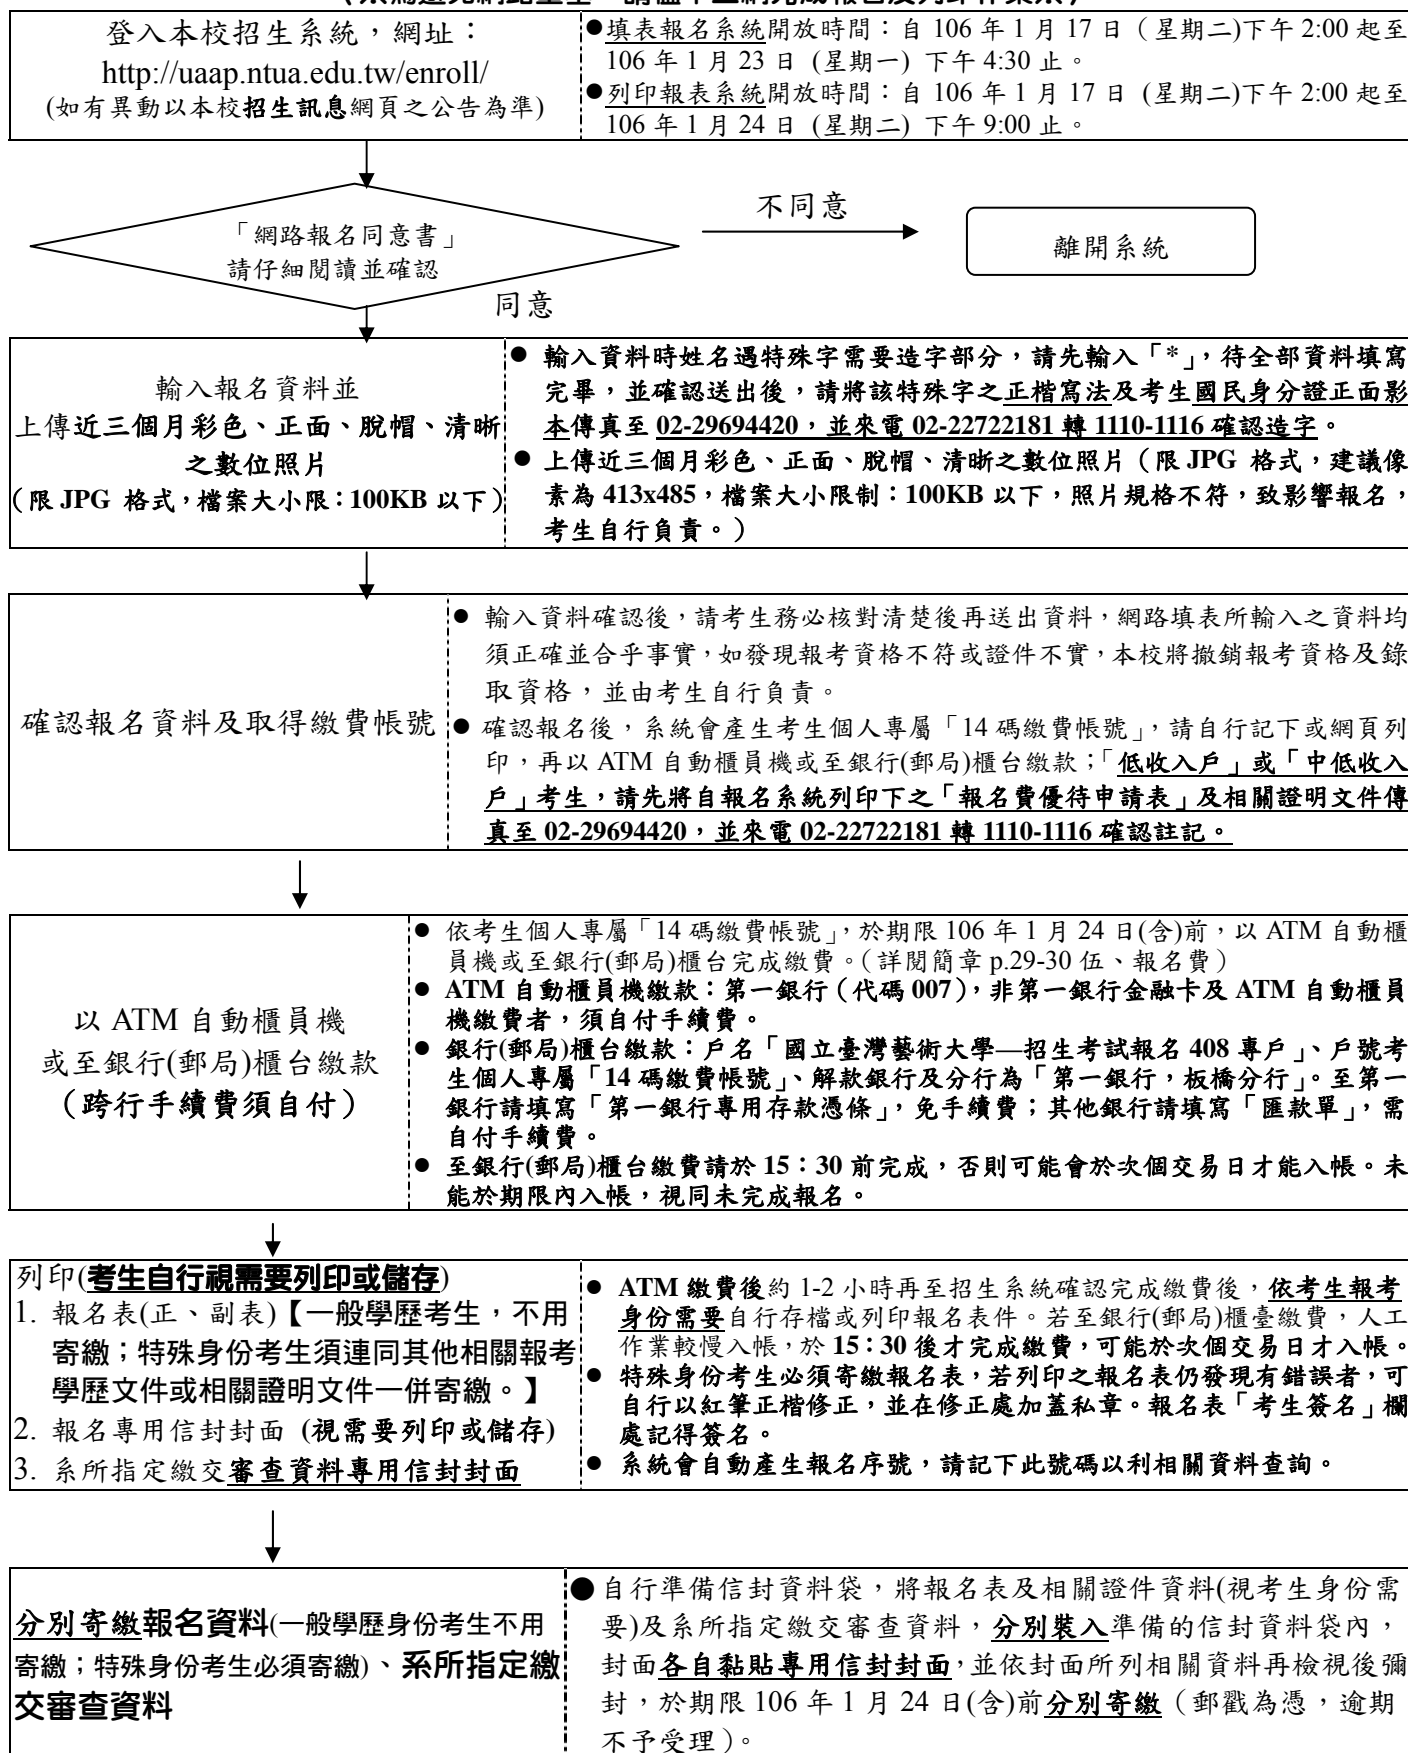 登入本校招生系統，網址：
http://uaap.ntua.edu.tw/enroll/
(如有異動以本校招生訊息網頁之公告為準)
●填表報名系統開放時間：自 106 年 1 月 17 日（星期二)下午 2:00 起至
106 年 1 月 23 日 (星期一) 下午 4:30 止。
●列印報表系統開放時間：自 106 年 1 月 17 日 (星期二)下午 2:00 起至
106 年 1 月 24 日 (星期二) 下午 9:00 止。
「網路報名同意書」
請仔細閱讀並確認
不同意
離開系統
同意
輸入報名資料並
上傳近三個月彩色、正面、脫帽、清晰
之數位照片
（限 JPG 格式，檔案大小限：100KB 以下）
● 輸入資料時姓名遇特殊字需要造字部分，請先輸入「*」，待全部資料填寫
完畢，並確認送出後，請將該特殊字之正楷寫法及考生國民身分證正面影
本傳真至 02-29694420，並來電 02-22722181 轉 1110-1116 確認造字。
● 上傳近三個月彩色、正面、脫帽、清晰之數位照片（限 JPG 格式，建議像
素為 413x485，檔案大小限制：100KB 以下，照片規格不符，致影響報名，
考生自行負責。）
確認報名資料及取得繳費帳號
● 輸入資料確認後，請考生務必核對清楚後再送出資料，網路填表所輸入之資料均
須正確並合乎事實，如發現報考資格不符或證件不實，本校將撤銷報考資格及錄
取資格，並由考生自行負責。
● 確認報名後，系統會產生考生個人專屬「14 碼繳費帳號」，請自行記下或網頁列
印，再以 ATM 自動櫃員機或至銀行(郵局)櫃台繳款；「低收入戶」或「中低收入
戶」考生，請先將自報名系統列印下之「報名費優待申請表」及相關證明文件傳
真至 02-29694420，並來電 02-22722181 轉 1110-1116 確認註記。
以 ATM 自動櫃員機
或至銀行(郵局)櫃台繳款
（跨行手續費須自付）
● 依考生個人專屬「14 碼繳費帳號」，於期限 106 年 1 月 24 日(含)前，以 ATM 自動櫃
員機或至銀行(郵局)櫃台完成繳費。（詳閱簡章 p.29-30 伍、報名費）
● ATM 自動櫃員機繳款：第一銀行（代碼 007），非第一銀行金融卡及 ATM 自動櫃員
機繳費者，須自付手續費。
● 銀行(郵局)櫃台繳款：戶名「國立臺灣藝術大學—招生考試報名 408 專戶」、戶號考
生個人專屬「14 碼繳費帳號」、解款銀行及分行為「第一銀行，板橋分行」。至第一
銀行請填寫「第一銀行專用存款憑條」，免手續費；其他銀行請填寫「匯款單」，需
自付手續費。
● 至銀行(郵局)櫃台繳費請於 15：30 前完成，否則可能會於次個交易日才能入帳。未
能於期限內入帳，視同未完成報名。
列印(考生自行視需要列印或儲存)
1. 報名表(正、副表)【一般學歷考生，不用
寄繳；特殊身份考生須連同其他相關報考
學歷文件或相關證明文件一併寄繳。】
2. 報名專用信封封面 (視需要列印或儲存)
3. 系所指定繳交審查資料專用信封封面
● ATM 繳費後約 1-2 小時再至招生系統確認完成繳費後，依考生報考
身份需要自行存檔或列印報名表件。若至銀行(郵局)櫃臺繳費，人工
作業較慢入帳，於 15：30 後才完成繳費，可能於次個交易日才入帳。
● 特殊身份考生必須寄繳報名表，若列印之報名表仍發現有錯誤者，可
自行以紅筆正楷修正，並在修正處加蓋私章。報名表「考生簽名」欄
處記得簽名。
● 系統會自動產生報名序號，請記下此號碼以利相關資料查詢。
分別寄繳報名資料(一般學歷身份考生不用
寄繳；特殊身份考生必須寄繳)、系所指定繳
交審查資料
●自行準備信封資料袋，將報名表及相關證件資料(視考生身份需
要)及系所指定繳交審查資料，分別裝入準備的信封資料袋內，
封面各自黏貼專用信封封面，並依封面所列相關資料再檢視後彌
封，於期限 106 年 1 月 24 日(含)前分別寄繳（郵戳為憑，逾期
不予受理）。